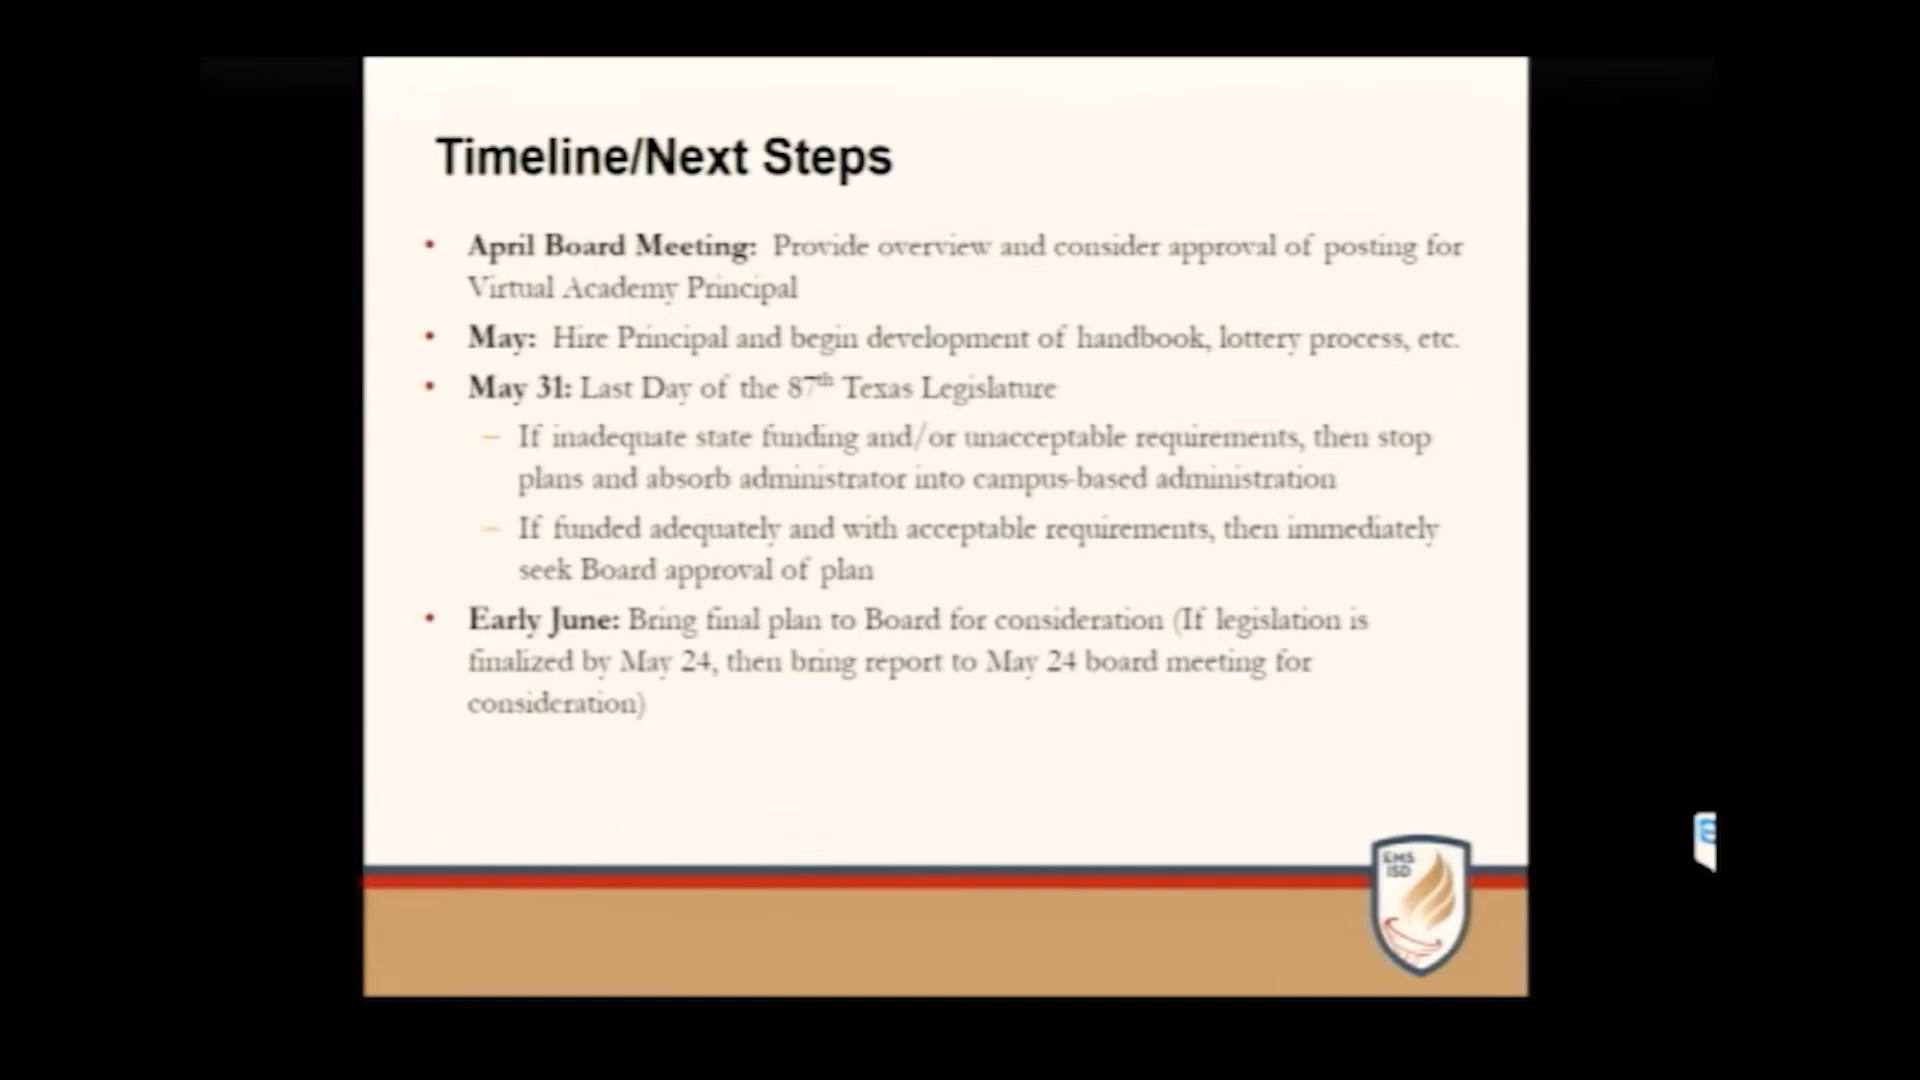 Timeline/Next Steps
• April Board Meeting: Provide overview and consider approval of posting for
Virtual Academy Principal
• May: Hire Principal and begin development of handbook, lottery process, etc.
• May 31: Last Day of the 87th Texas Legislature
– If inadequate state funding and/or unacceptable requirements, then stop
plans and absorb administrator into campus-based administration
– If funded adequately and with acceptable requirements, then immediately
seek Board approval of plan
• Early June: Bring final plan to Board for consideration (If legislation is
finalized by May 24, then bring report to May 24 board meeting for
consideration)
EMS
ISD